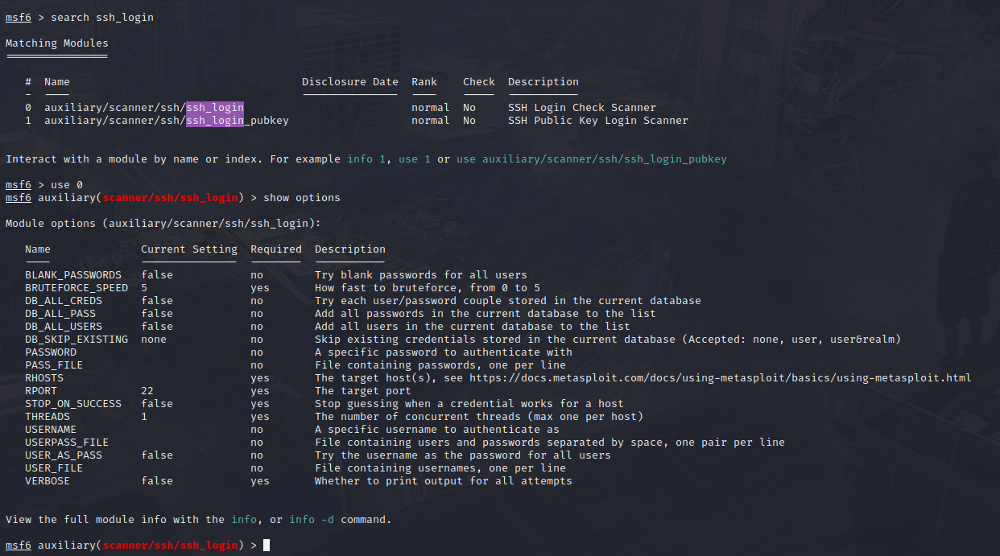 msf6 > search ssh_login
Matching Modules
================
# Name Disclosure Date Rank Check Description
- ---- --------------- ---- ----- -----------
0 auxiliary/scanner/ssh/ssh_login normal No SSH Login Check Scanner
1 auxiliary/scanner/ssh/ssh_login_pubkey normal No SSH Public Key Login Scanner
Interact with a module by name or index. For example info 1, use 1 or use auxiliary/scanner/ssh/ssh_login_pubkey
msf6 > use 0
msf6 auxiliary(scanner/ssh/ssh_login) > show options
Module options (auxiliary/scanner/ssh/ssh_login):
Name Current Setting Required Description
---- --------------- -------- -----------
BLANK_PASSWORDS false no Try blank passwords for all users
BRUTEFORCE_SPEED 5 yes How fast to bruteforce, from 0 to 5
DB_ALL_CREDS false no Try each user/password couple stored in the current database
DB_ALL_PASS false no Add all passwords in the current database to the list
DB_ALL_USERS false no Add all users in the current database to the list
DB_SKIP_EXISTING none no Skip existing credentials stored in the current database (Accepted: none, user, user&realm)
PASSWORD no A specific password to authenticate with
PASS_FILE no File containing passwords, one per line
RHOSTS yes The target host(s), see https://docs.metasploit.com/docs/using-metasploit/basics/using-metasploit.html
RPORT 22 yes The target port
STOP_ON_SUCCESS false yes Stop guessing when a credential works for a host
THREADS 1 yes The number of concurrent threads (max one per host)
USERNAME no A specific username to authenticate as
USERPASS_FILE no File containing users and passwords separated by space, one pair per line
USER_AS_PASS false no Try the username as the password for all users
USER_FILE no File containing usernames, one per line
VERBOSE false yes Whether to print output for all attempts
View the full module info with the info, or info -d command.
msf6 auxiliary(scanner/ssh/ssh_login) >